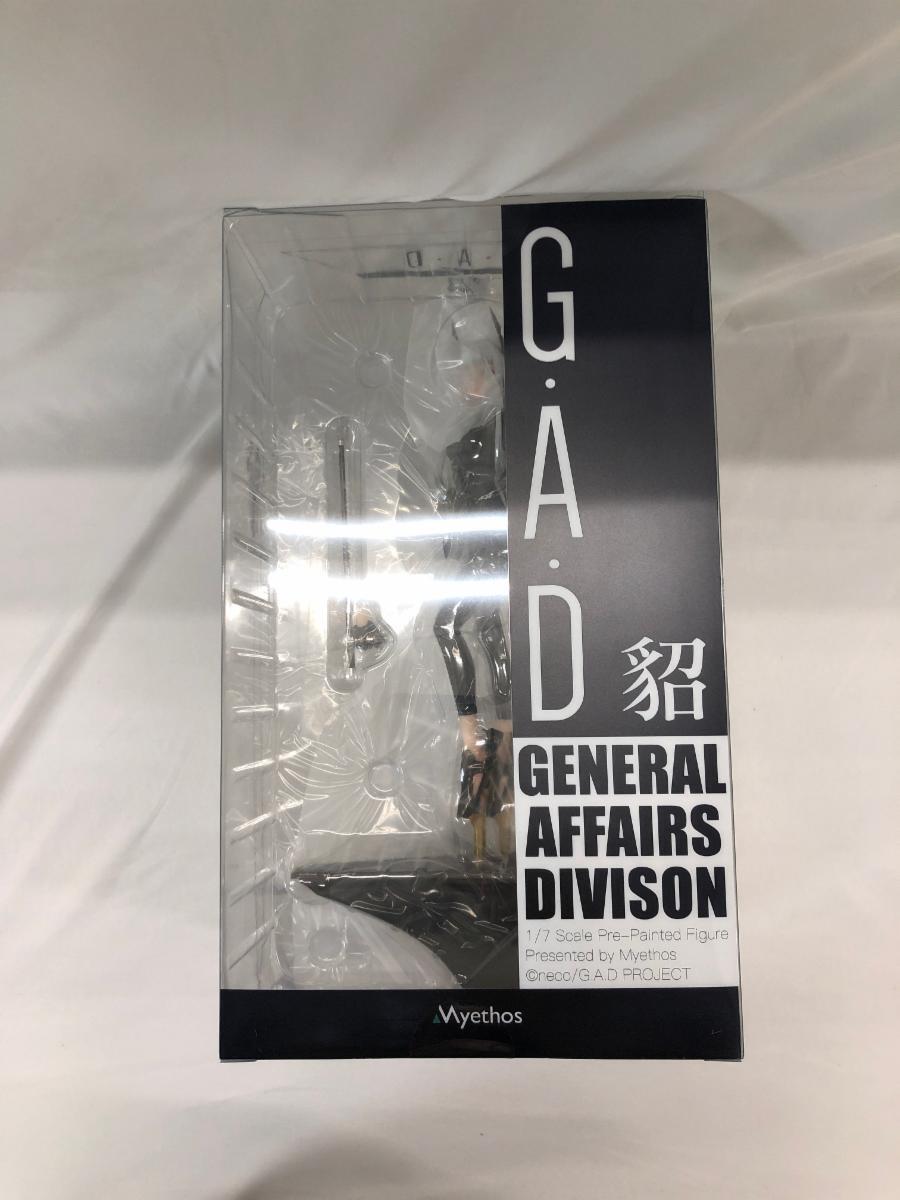 G·A·D
貂
GENERAL
AFFAIRS
DIVISON
1/7 Scale Pre-Painted Figure
Presented by Myethos
©neco/G.A.D PROJECT
Myethos